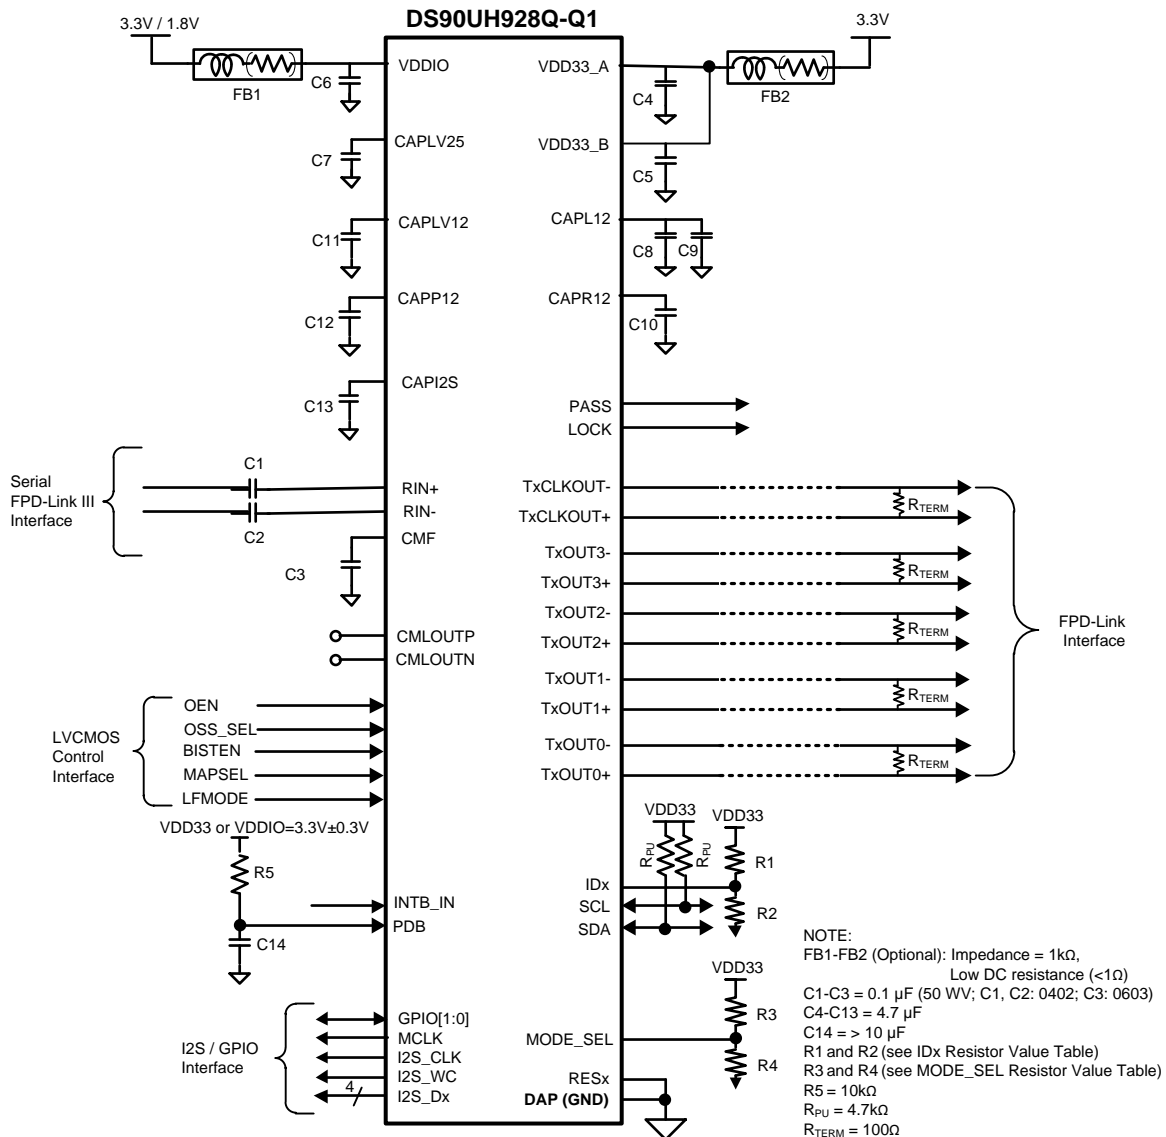 DS90UH928Q-Q1
3.3V / 1.8V
3.3V
FB1
C6
VDDIO
VDD33_A
C4
FB2
C7
CAPLV25
VDD33_B
C5
C11
CAPLV12
CAPL12
C8
C9
C12
CAPP12
CAPR12
C10
C13
CAPI2S
PASS
LOCK
Serial
FPD-Link III
Interface
C1
C2
RIN+
RIN-
CMF
C3
TxCLKOUT-
TxCLKOUT+
RTERM
TxOUT3-
TxOUT3+
RTERM
TxOUT2-
TxOUT2+
RTERM
TxOUT1-
TxOUT1+
RTERM
TxOUT0-
TxOUT0+
RTERM
FPD-Link
Interface
CMLOUTP
CMLOUTN
LVCMOS
Control
Interface
OEN
OSS_SEL
BISTEN
MAPSEL
LFMODE
VDD33 or VDDIO=3.3V±0.3V
R5
C14
INTB_IN
PDB
VDD33
VDD33
RPU
RPU
R1
R2
IDx
SCL
SDA
VDD33
R3
R4
MODE_SEL
RESx
DAP (GND)
I2S / GPIO
Interface
GPIO[1:0]
MCLK
I2S_CLK
I2S_WC
4
I2S_Dx
NOTE:
FB1-FB2 (Optional): Impedance = 1kΩ,
Low DC resistance (<1Ω)
C1-C3 = 0.1 µF (50 WV; C1, C2: 0402; C3: 0603)
C4-C13 = 4.7 µF
C14 = > 10 µF
R1 and R2 (see IDx Resistor Value Table)
R3 and R4 (see MODE_SEL Resistor Value Table)
R5 = 10kΩ
RPU = 4.7kΩ
RTERM = 100Ω